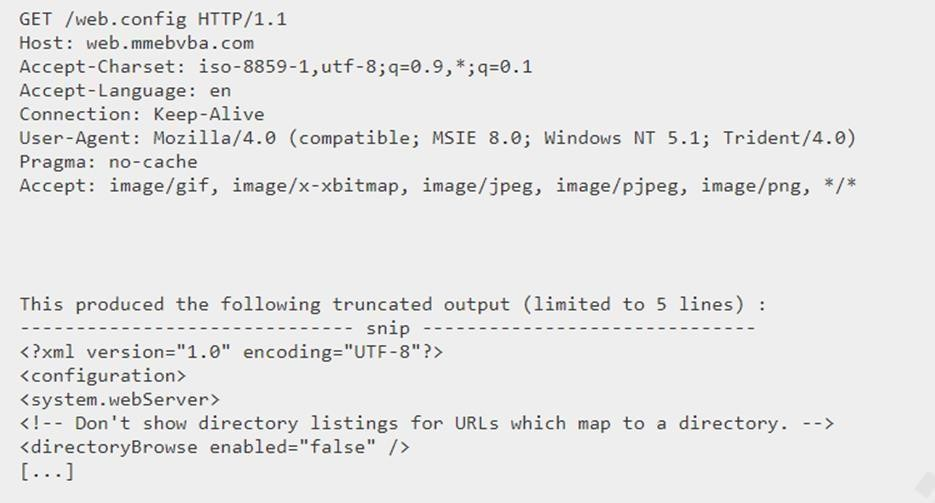 GET /web.config HTTP/1.1
Host: web.mmebvba.com
Accept-Charset: iso-8859-1,utf-8;q=0.9,*;q=0.1
Accept-Language: en
Connection: Keep-Alive
User-Agent: Mozilla/4.0 (compatible; MSIE 8.0; Windows NT 5.1; Trident/4.0)
Pragma: no-cache
Accept: image/gif, image/x-xbitmap, image/jpeg, image/pjpeg, image/png, */*
This produced the following truncated output (limited to 5 lines) :
------------------------------ snip ------------------------------
<?xml version="1.0" encoding="UTF-8"?>
<configuration>
<system.webServer>
<!-- Don't show directory listings for URLs which map to a directory. -->
<directoryBrowse enabled="false" />
[...]